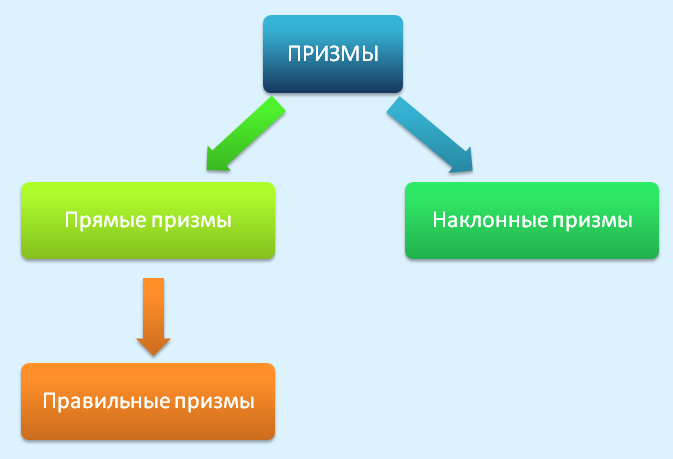 ПРИЗМЫ
Прямые призмы
Наклонные призмы
Правильные призмы